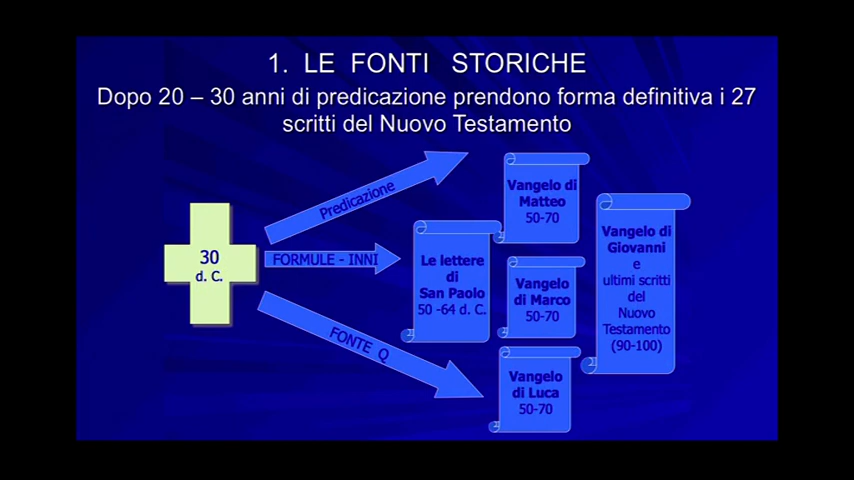 1. LE FONTI STORICHE
Dopo 20 – 30 anni di predicazione prendono forma definitiva i 27
scritti del Nuovo Testamento
30
d. C.
Predicazione
FORMULE - INNI
FONTE Q
Le lettere
di
San Paolo
50 -64 d. C.
Vangelo di
Matteo
50-70
Vangelo
di Marco
50-70
Vangelo
di Luca
50-70
Vangelo di
Giovanni
e
ultimi scritti
del
Nuovo
Testamento
(90-100)